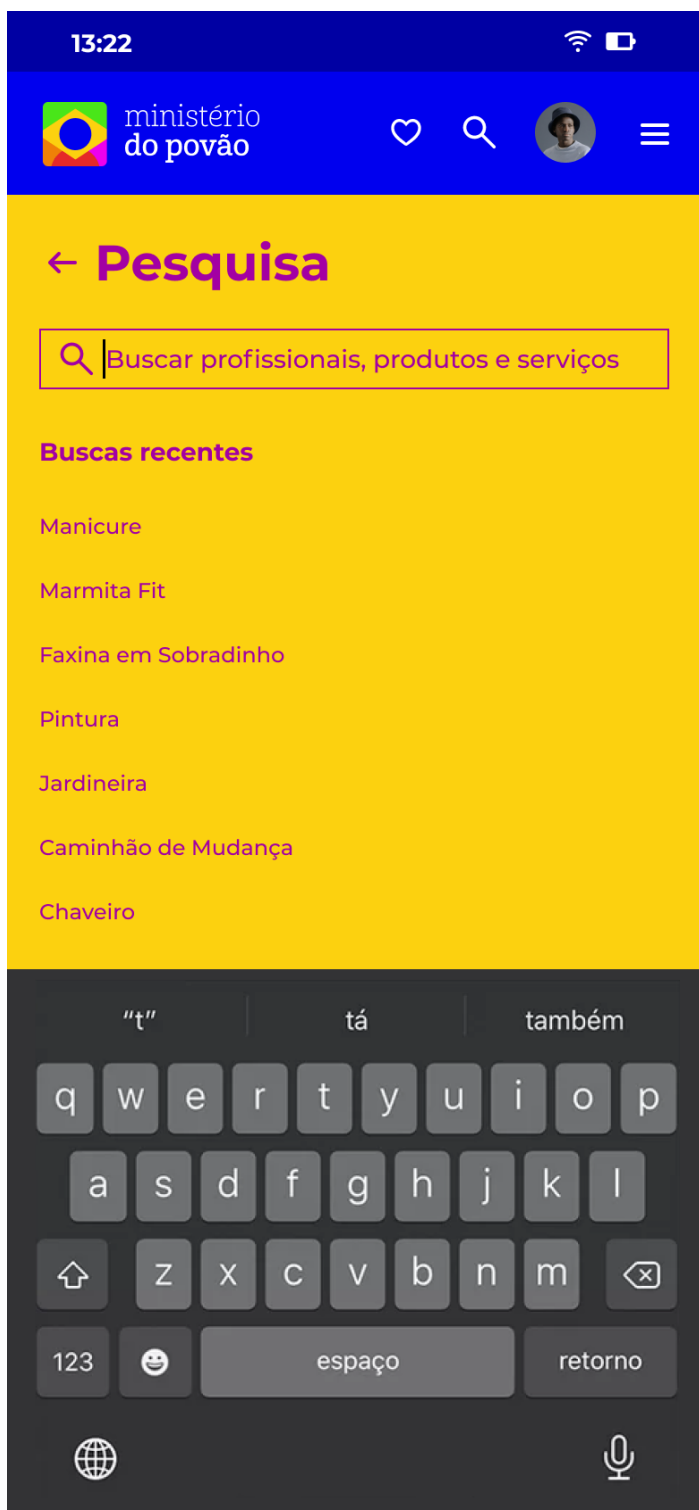 13:22
ministério
do povão
Pesquisa
Buscar profissionais, produtos e serviços
Buscas recentes
Manicure
Marmita Fit
Faxina em Sobradinho
Pintura
Jardineira
Caminhão de Mudança
Chaveiro
“t” tá também
q w e r t y u i o p
a s d f g h j k l
z x c v b n m
123 espaço retorno